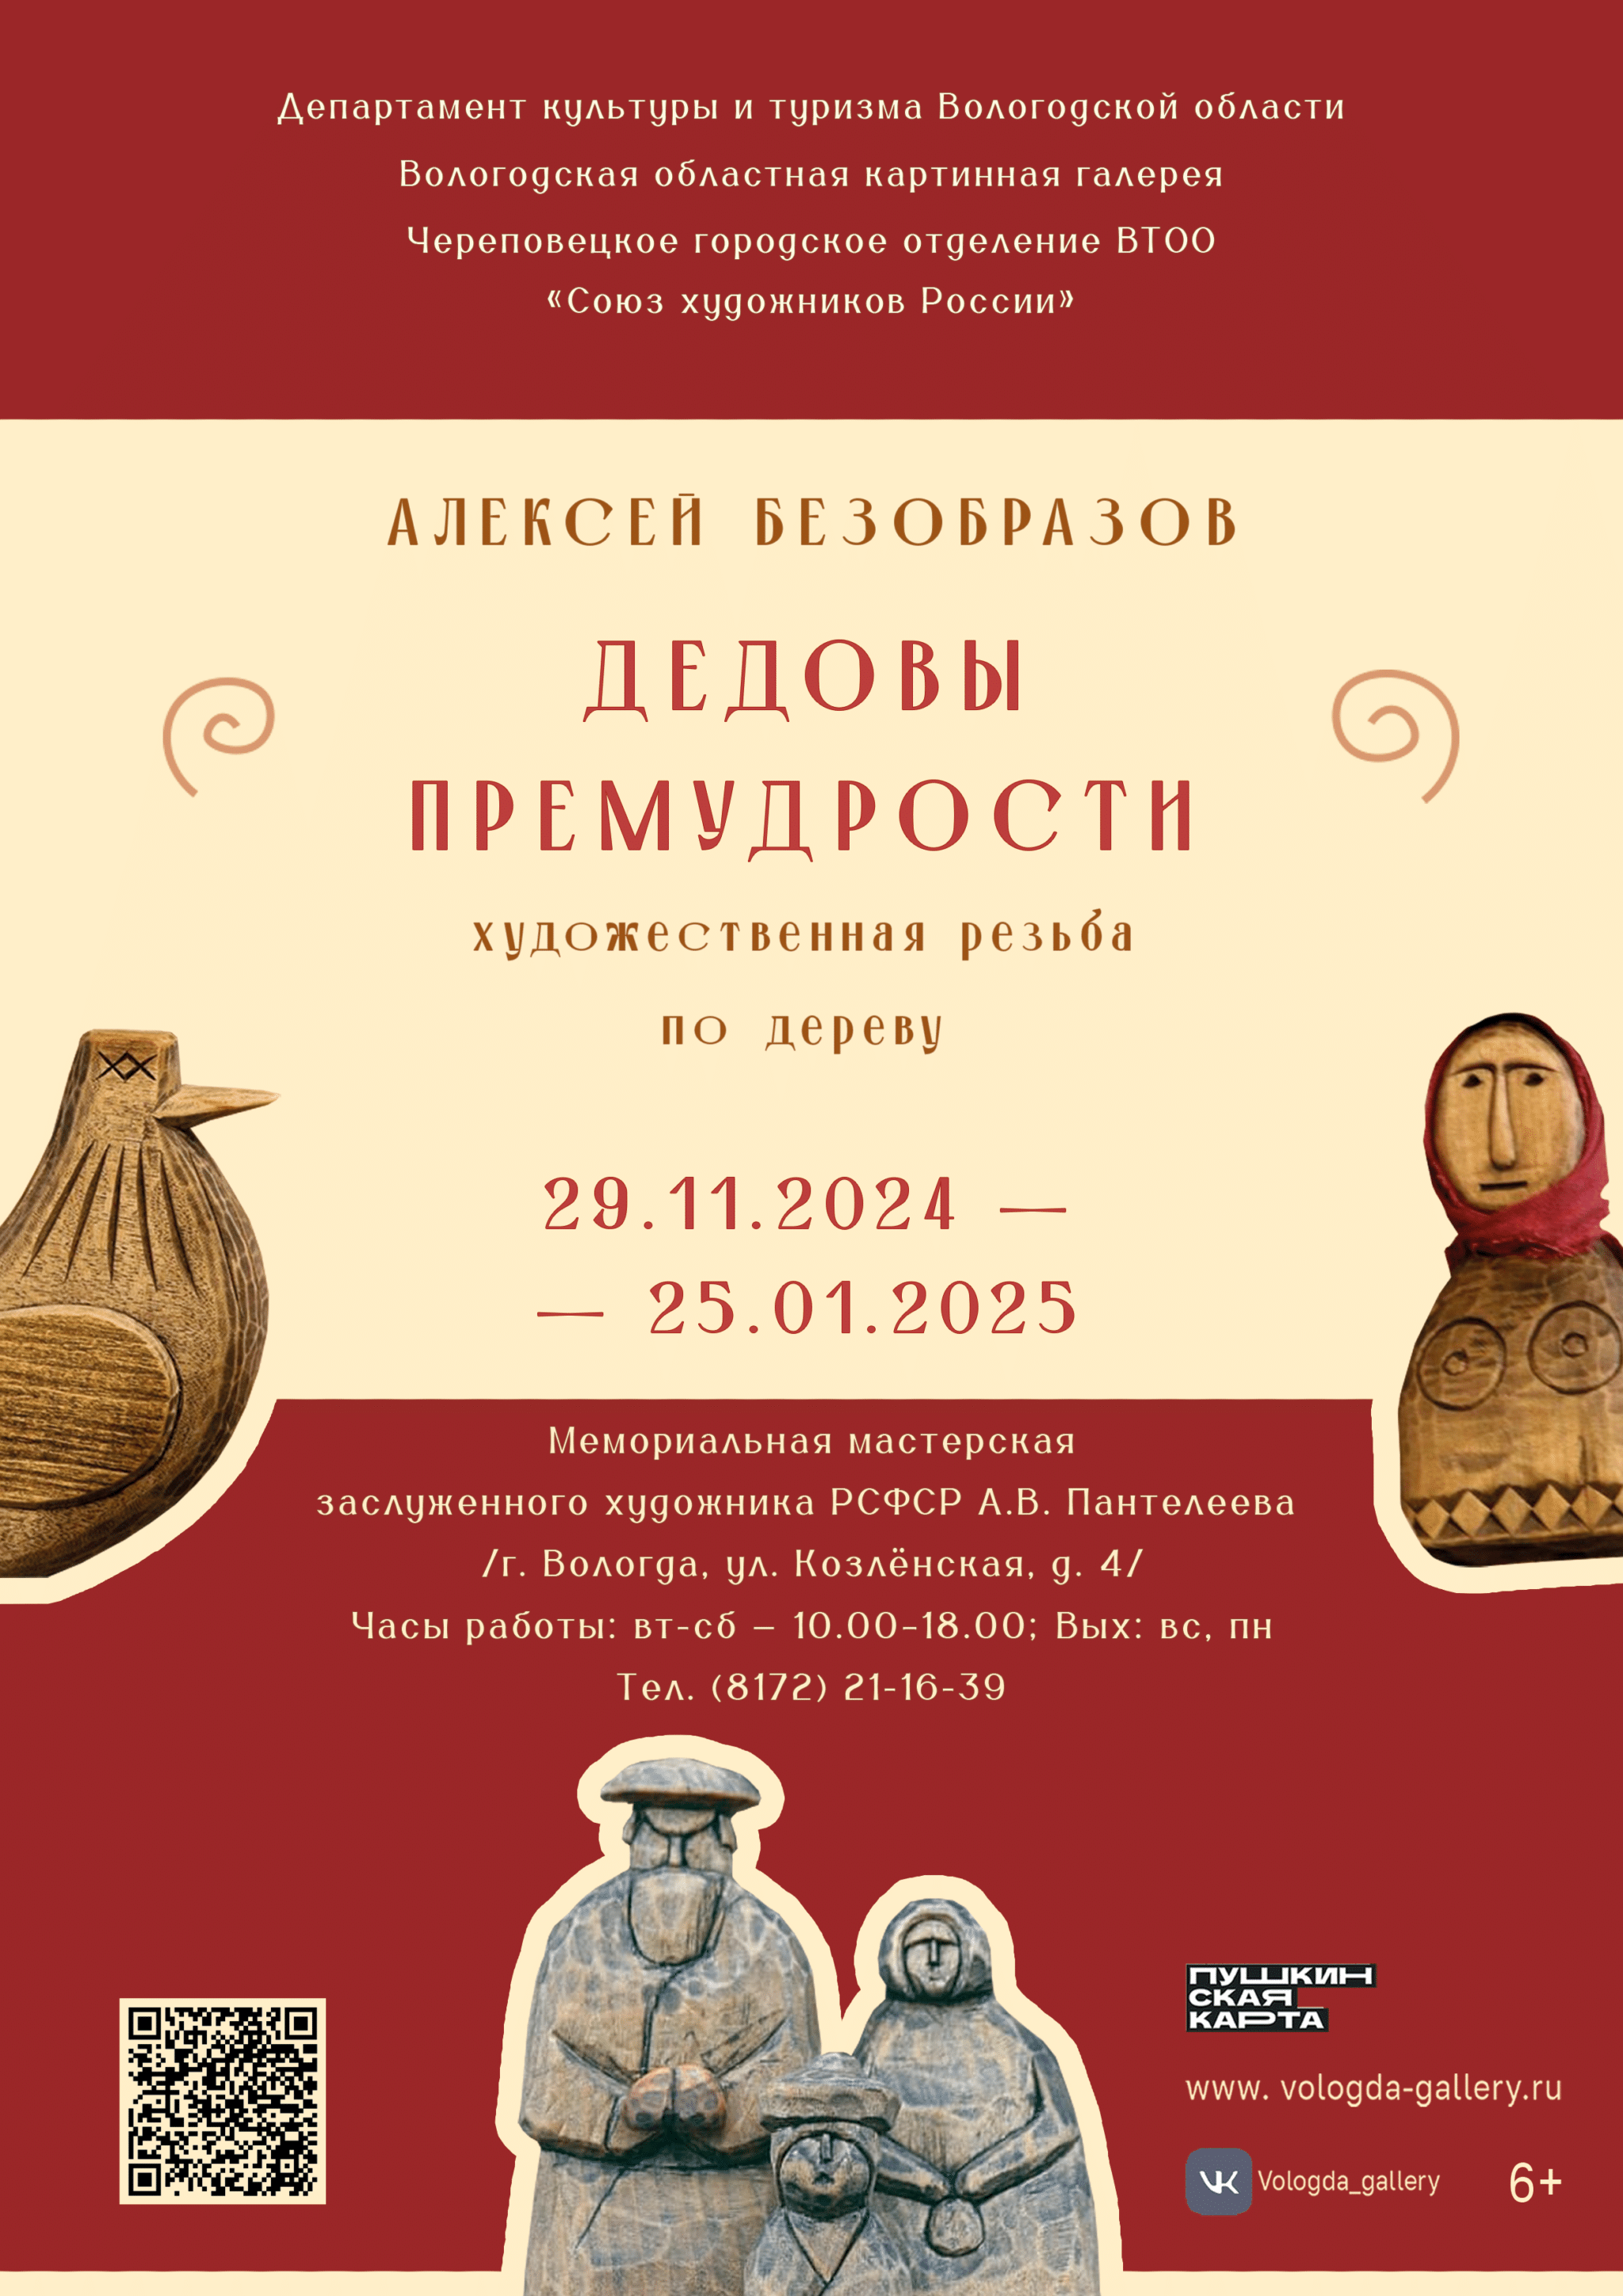 Департамент культуры и туризма Вологодской области
Вологодская областная картинная галерея
Череповецкое городское отделение ВТОО
«Союз художников России»
АЛЕКСЕЙ БЕЗОБРАЗОВ
ДЕДОВЫ
ПРЕМУДРОСТИ
художественная резьба
по дереву
29.11.2024 —
— 25.01.2025
Мемориальная мастерская
заслуженного художника РСФСР А.В. Пантелеева
/г. Вологда, ул. Козлёнская, д. 4/
Часы работы: вт-сб – 10.00-18.00; Вых: вс, пн
Тел. (8172) 21-16-39
ПУШКИН
СКАЯ
КАРТА
www. vologda-gallery.ru
Vologda_gallery
6+